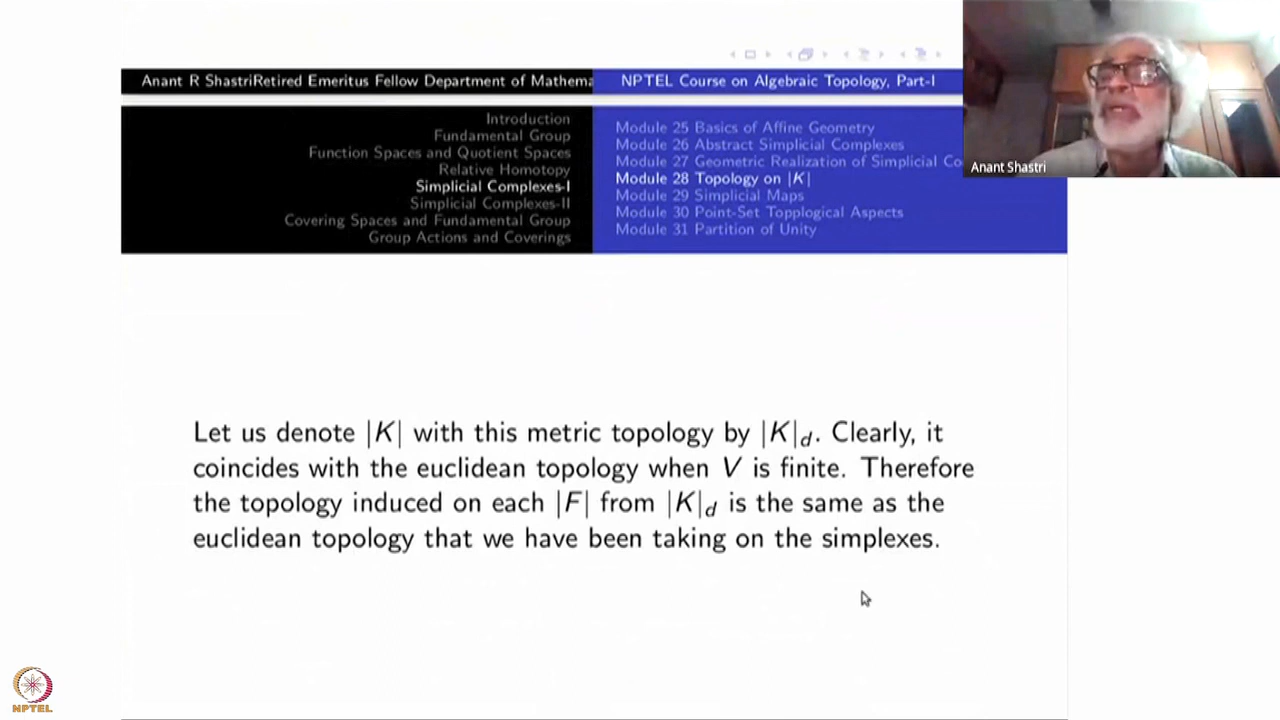 Anant R ShastriRetired Emeritus Fellow Department of Mathema
NPTEL Course on Algebraic Topology, Part-I
Introduction
Fundamental Group
Function Spaces and Quotient Spaces
Relative Homotopy
Simplicial Complexes-I
Simplicial Complexes-II
Covering Spaces and Fundamental Group
Group Actions and Coverings
Module 25 Basics of Affine Geometry
Module 26 Abstract Simplicial Complexes
Module 27 Geometric Realization of Simplicial Co
Module 28 Topology on |K|
Module 29 Simplicial Maps
Module 30 Point-Set Topplogical Aspects
Module 31 Partition of Unity
Anant Shastri
Let us denote |K| with this metric topology by |K|_d. Clearly, it
coincides with the euclidean topology when V is finite. Therefore
the topology induced on each |F| from |K|_d is the same as the
euclidean topology that we have been taking on the simplexes.
NPTEL